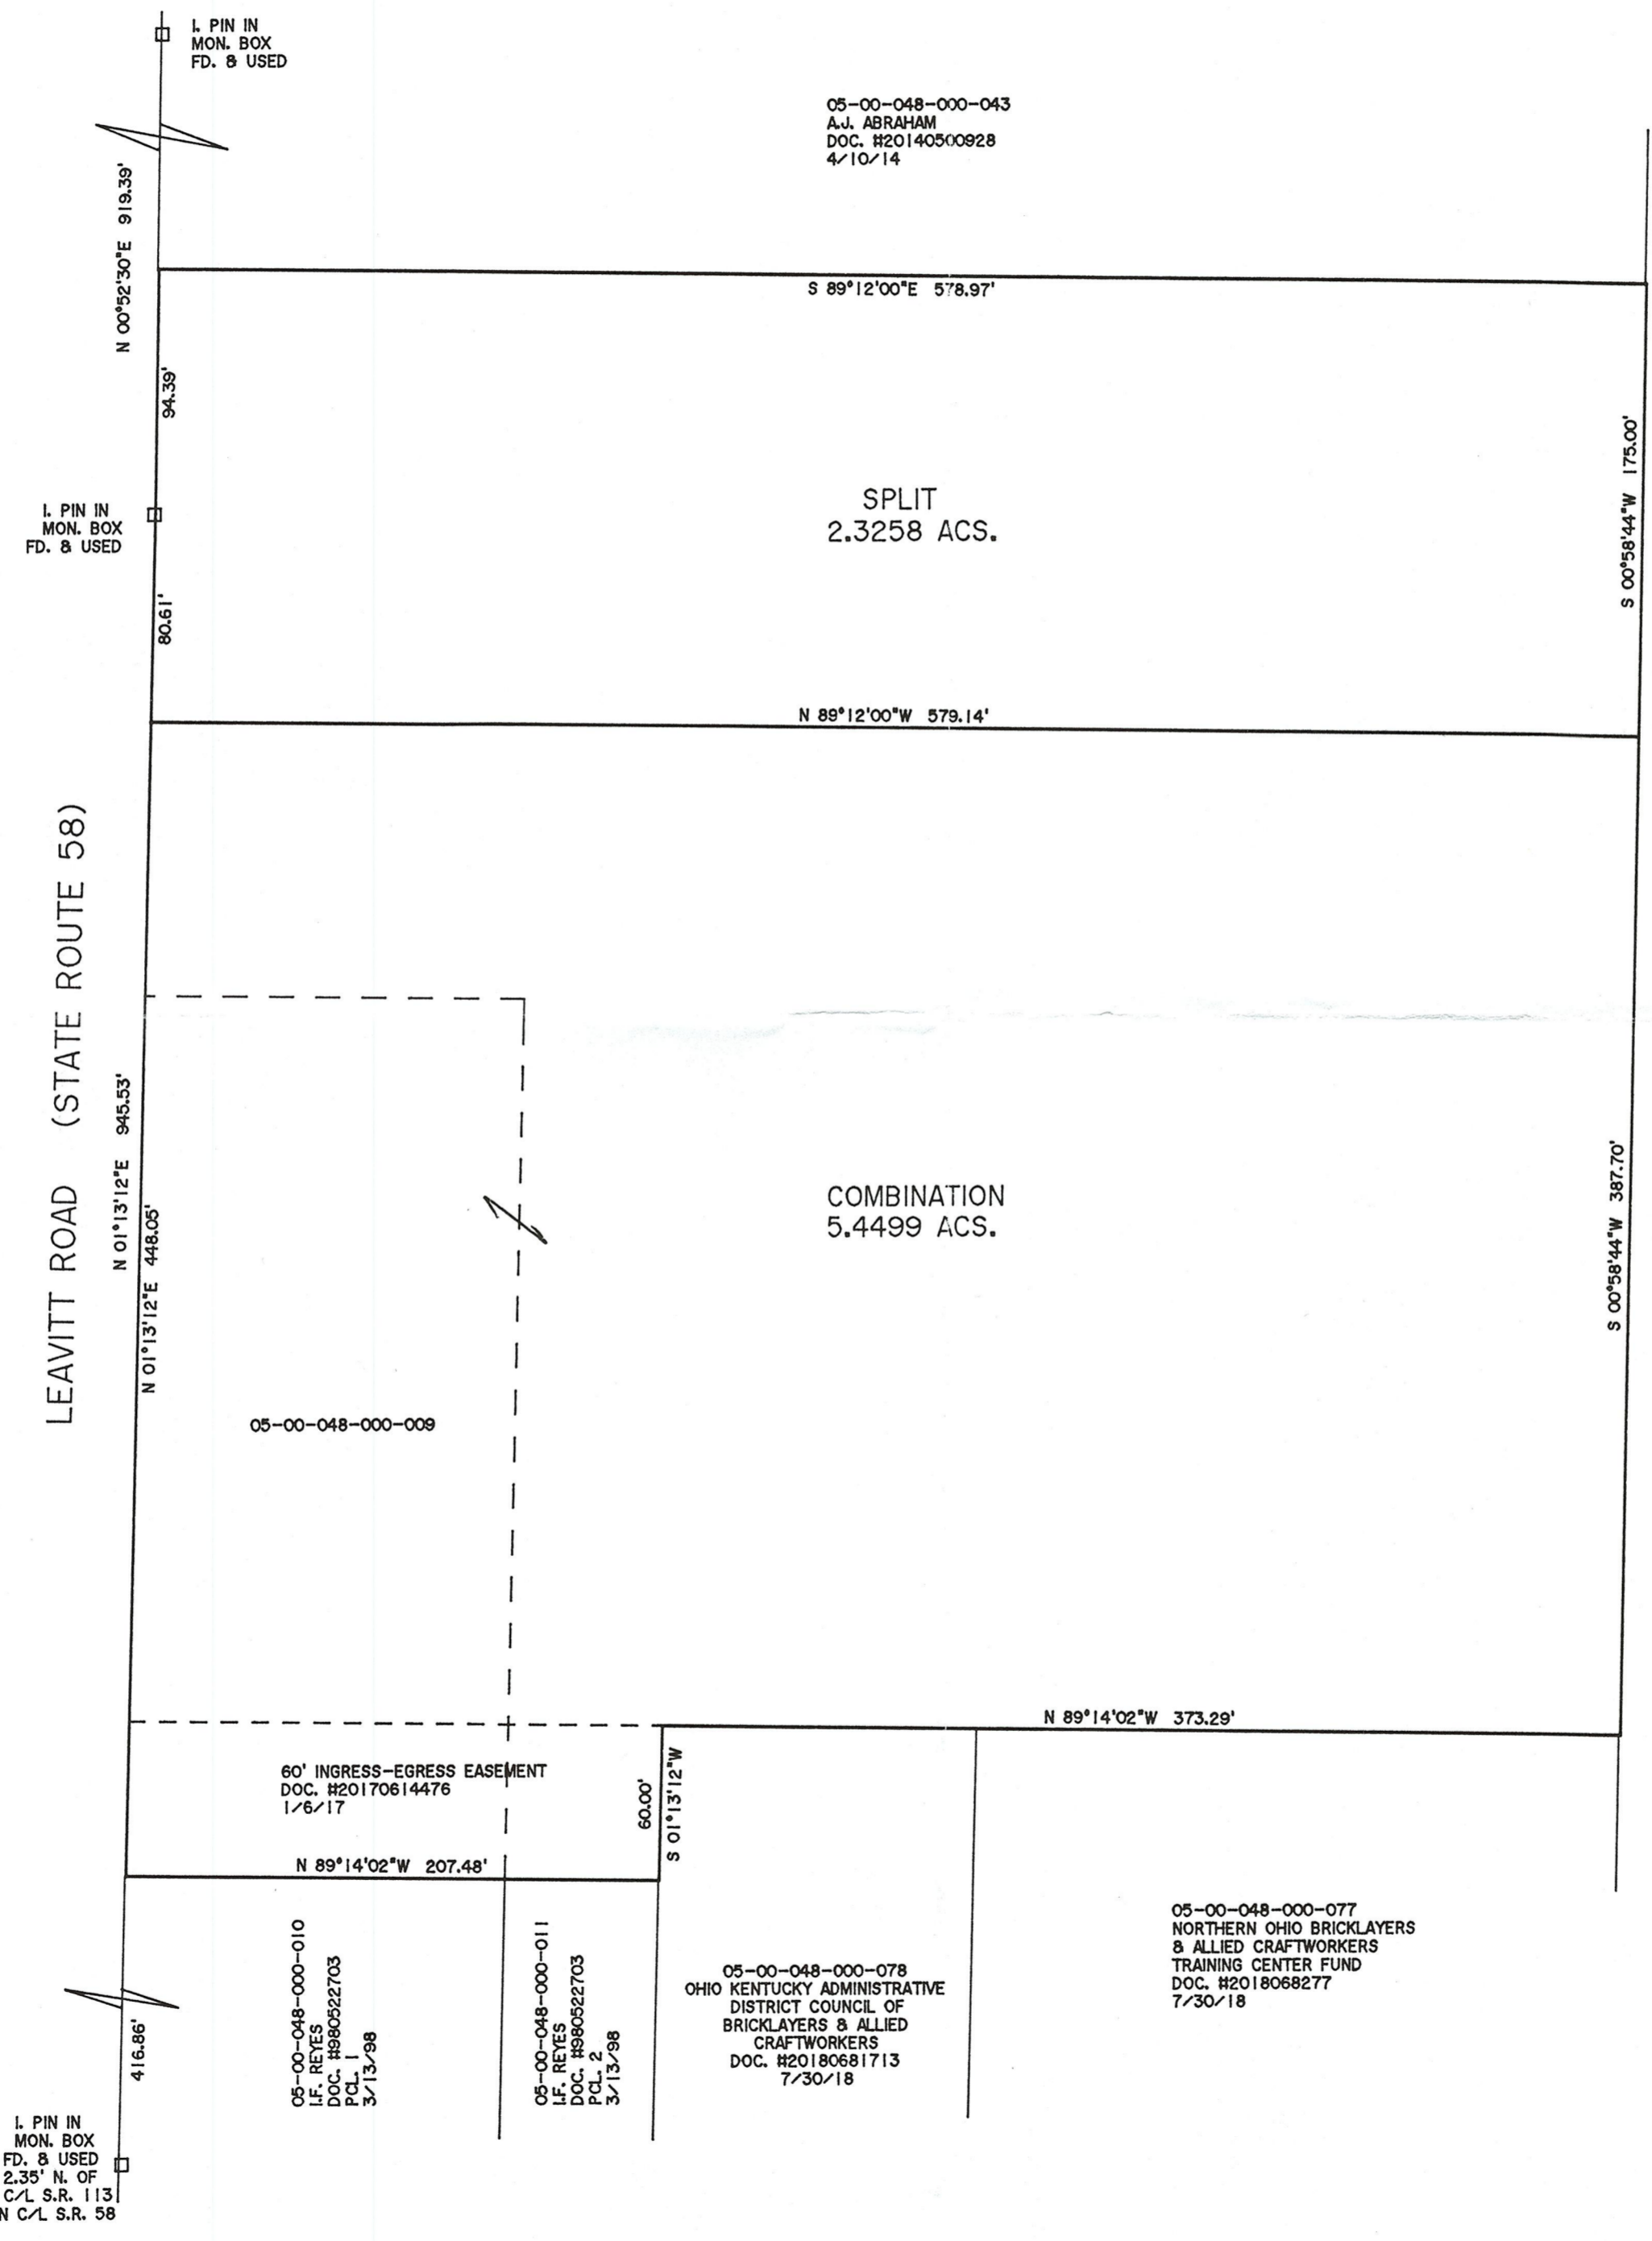 I. PIN IN
MON. BOX
FD. & USED
05-00-048-000-043
A.J. ABRAHAM
DOC. #20140500928
4/10/14
N 00°52'30"E 919.39'
S 89°12'00"E 578.97'
94.39'
S 00°58'44"W 175.00'
SPLIT
2.3258 ACS.
I. PIN IN
MON. BOX
FD. & USED
80.61'
N 89°12'00"W 579.14'
LEAVITT ROAD (STATE ROUTE 58)
N 01°13'12"E 945.53'
N 01°13'12"E 448.05'
COMBINATION
5.4499 ACS.
S 00°58'44"W 387.70'
05-00-048-000-009
N 89°14'02"W 373.29'
60' INGRESS-EGRESS EASEMENT
DOC. #20170614476
1/6/17
60.00'
S 01°13'12"W
N 89°14'02"W 207.48'
05-00-048-000-010
I.F. REYES
DOC. #980522703
PCL. 1
3/13/98
05-00-048-000-011
I.F. REYES
DOC. #980522703
PCL. 2
3/13/98
05-00-048-000-078
OHIO KENTUCKY ADMINISTRATIVE
DISTRICT COUNCIL OF
BRICKLAYERS & ALLIED
CRAFTWORKERS
DOC. #20180681713
7/30/18
05-00-048-000-077
NORTHERN OHIO BRICKLAYERS
& ALLIED CRAFTWORKERS
TRAINING CENTER FUND
DOC. #2018068277
7/30/18
416.86'
I. PIN IN
MON. BOX
FD. & USED
2.35' N. OF
C/L S.R. 113
N C/L S.R. 58